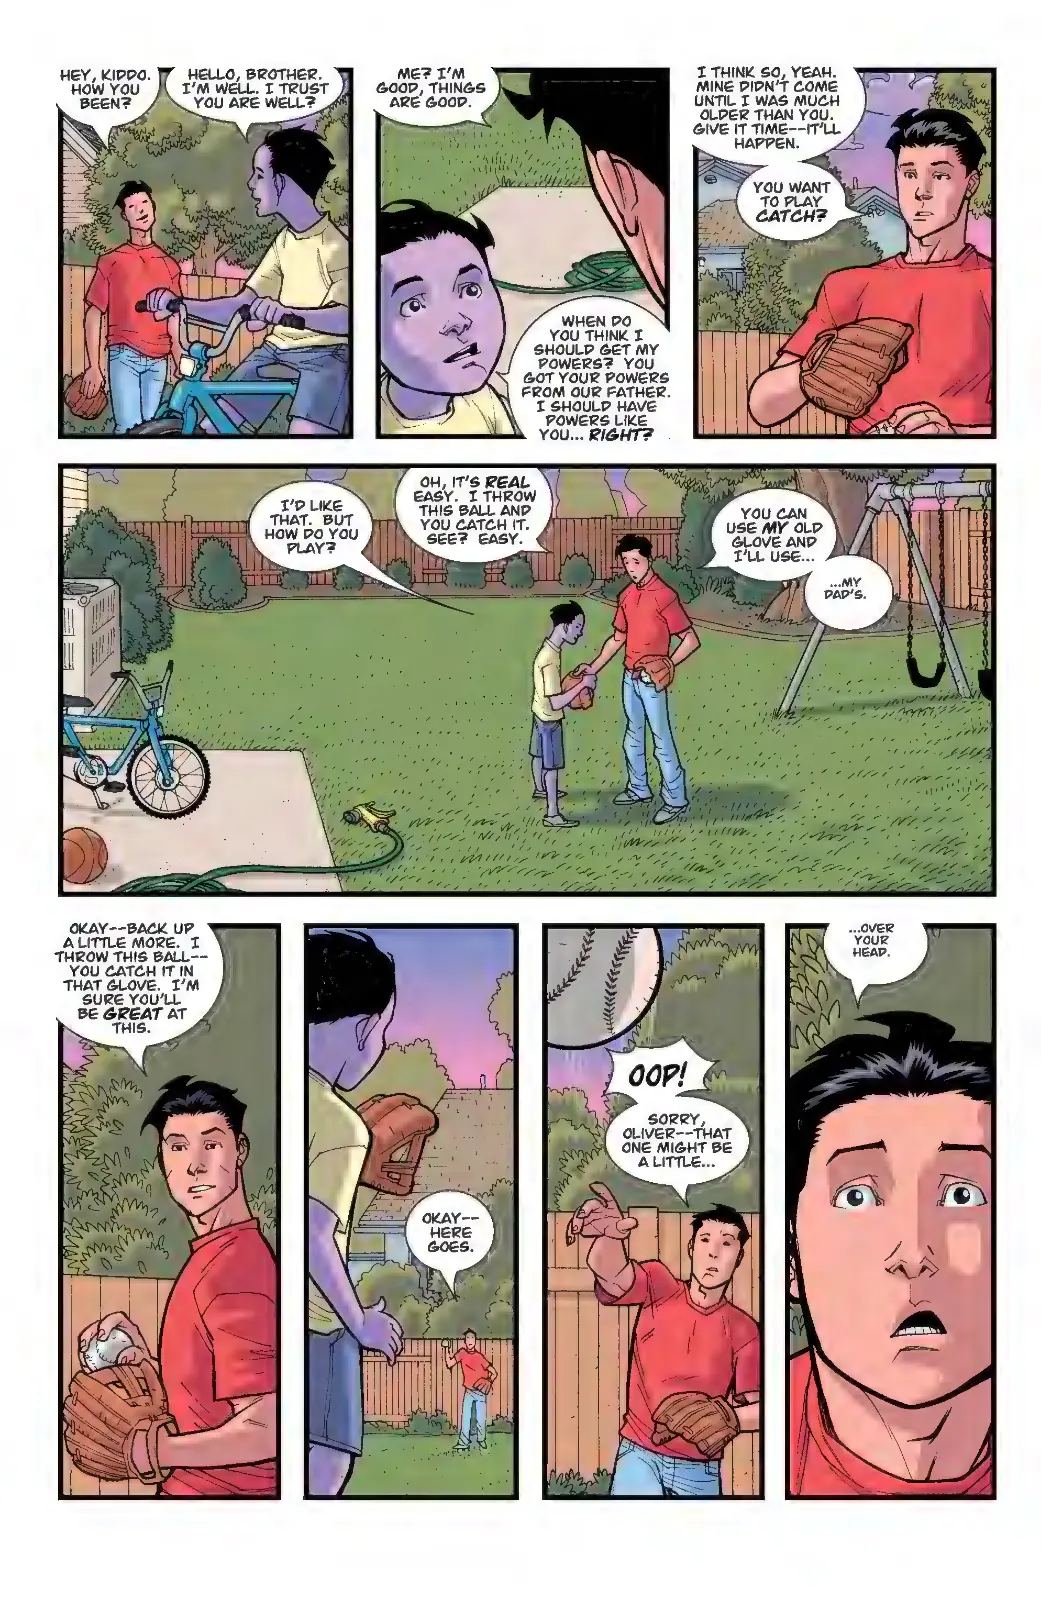 HEY, KIDDO.
HOW YOU
BEEN?
HELLO, BROTHER.
I'M WELL. I TRUST
YOU ARE WELL?
ME? I'M
GOOD, THINGS
ARE GOOD.
WHEN DO
YOU THINK I
SHOULD GET MY
POWERS? YOU
GOT YOUR POWERS
FROM OUR FATHER.
I SHOULD HAVE
POWERS LIKE
YOU... RIGHT?
I THINK SO, YEAH.
MINE DIDN'T COME
UNTIL I WAS MUCH
OLDER THAN YOU.
GIVE IT TIME--IT'LL
HAPPEN.
YOU WANT
TO PLAY
CATCH?
I'D LIKE
THAT. BUT
HOW DO YOU
PLAY?
OH, IT'S REAL
EASY. I THROW
THIS BALL AND
YOU CATCH IT.
SEE? EASY.
YOU CAN
USE MY OLD
GLOVE AND
I'LL USE...
...MY
DAD'S.
OKAY--BACK UP
A LITTLE MORE. I
THROW THIS BALL--
YOU CATCH IT IN
THAT GLOVE. I'M
SURE YOU'LL
BE GREAT AT
THIS.
OKAY--
HERE
GOES.
OOP!
SORRY,
OLIVER--THAT
ONE MIGHT BE
A LITTLE...
...OVER
YOUR
HEAD.